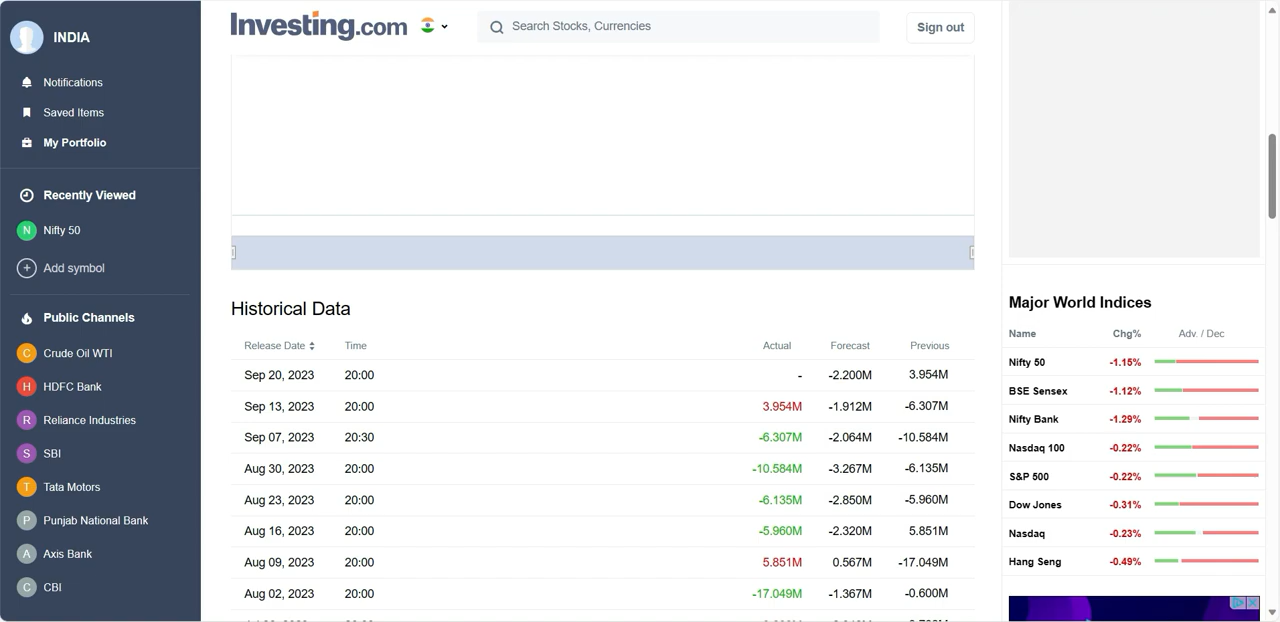 INDIA
Notifications
Saved Items
My Portfolio
Recently Viewed
N Nifty 50
+ Add symbol
Public Channels
C Crude Oil WTI
H HDFC Bank
R Reliance Industries
S SBI
T Tata Motors
P Punjab National Bank
A Axis Bank
C CBI
Investing.com
Search Stocks, Currencies
Sign out
Historical Data
Release Date Time Actual Forecast Previous
Sep 20, 2023 20:00 - -2.200M 3.954M
Sep 13, 2023 20:00 3.954M -1.912M -6.307M
Sep 07, 2023 20:30 -6.307M -2.064M -10.584M
Aug 30, 2023 20:00 -10.584M -3.267M -6.135M
Aug 23, 2023 20:00 -6.135M -2.850M -5.960M
Aug 16, 2023 20:00 -5.960M -2.320M 5.851M
Aug 09, 2023 20:00 5.851M 0.567M -17.049M
Aug 02, 2023 20:00 -17.049M -1.367M -0.600M
Major World Indices
Name Chg% Adv. / Dec
Nifty 50 -1.15%
BSE Sensex -1.12%
Nifty Bank -1.29%
Nasdaq 100 -0.22%
S&P 500 -0.22%
Dow Jones -0.31%
Nasdaq -0.23%
Hang Seng -0.49%